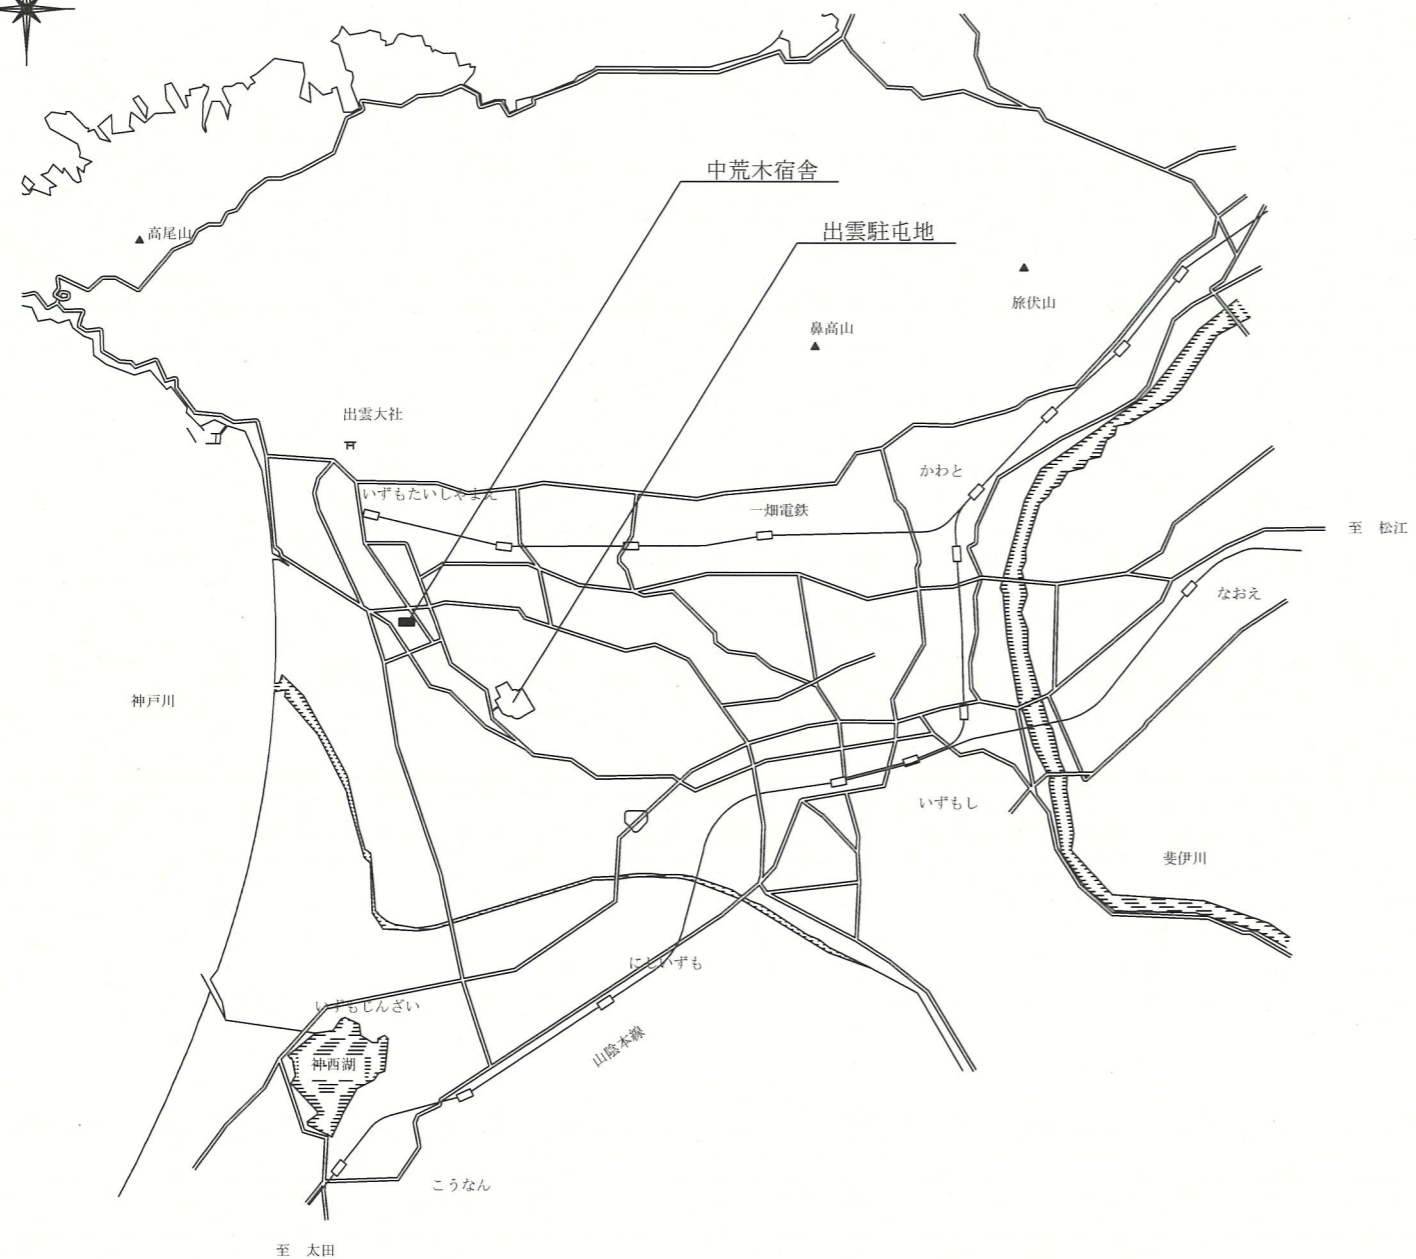 中荒木宿舎
出雲駐屯地
高尾山
旅伏山
鼻高山
出雲大社
かわと
いずもたいしゃまえ
一畑電鉄
至 松江
なおえ
神戸川
いずもし
斐伊川
にしいずも
いずもじんざい
山陰本線
神西湖
こうなん
至 太田